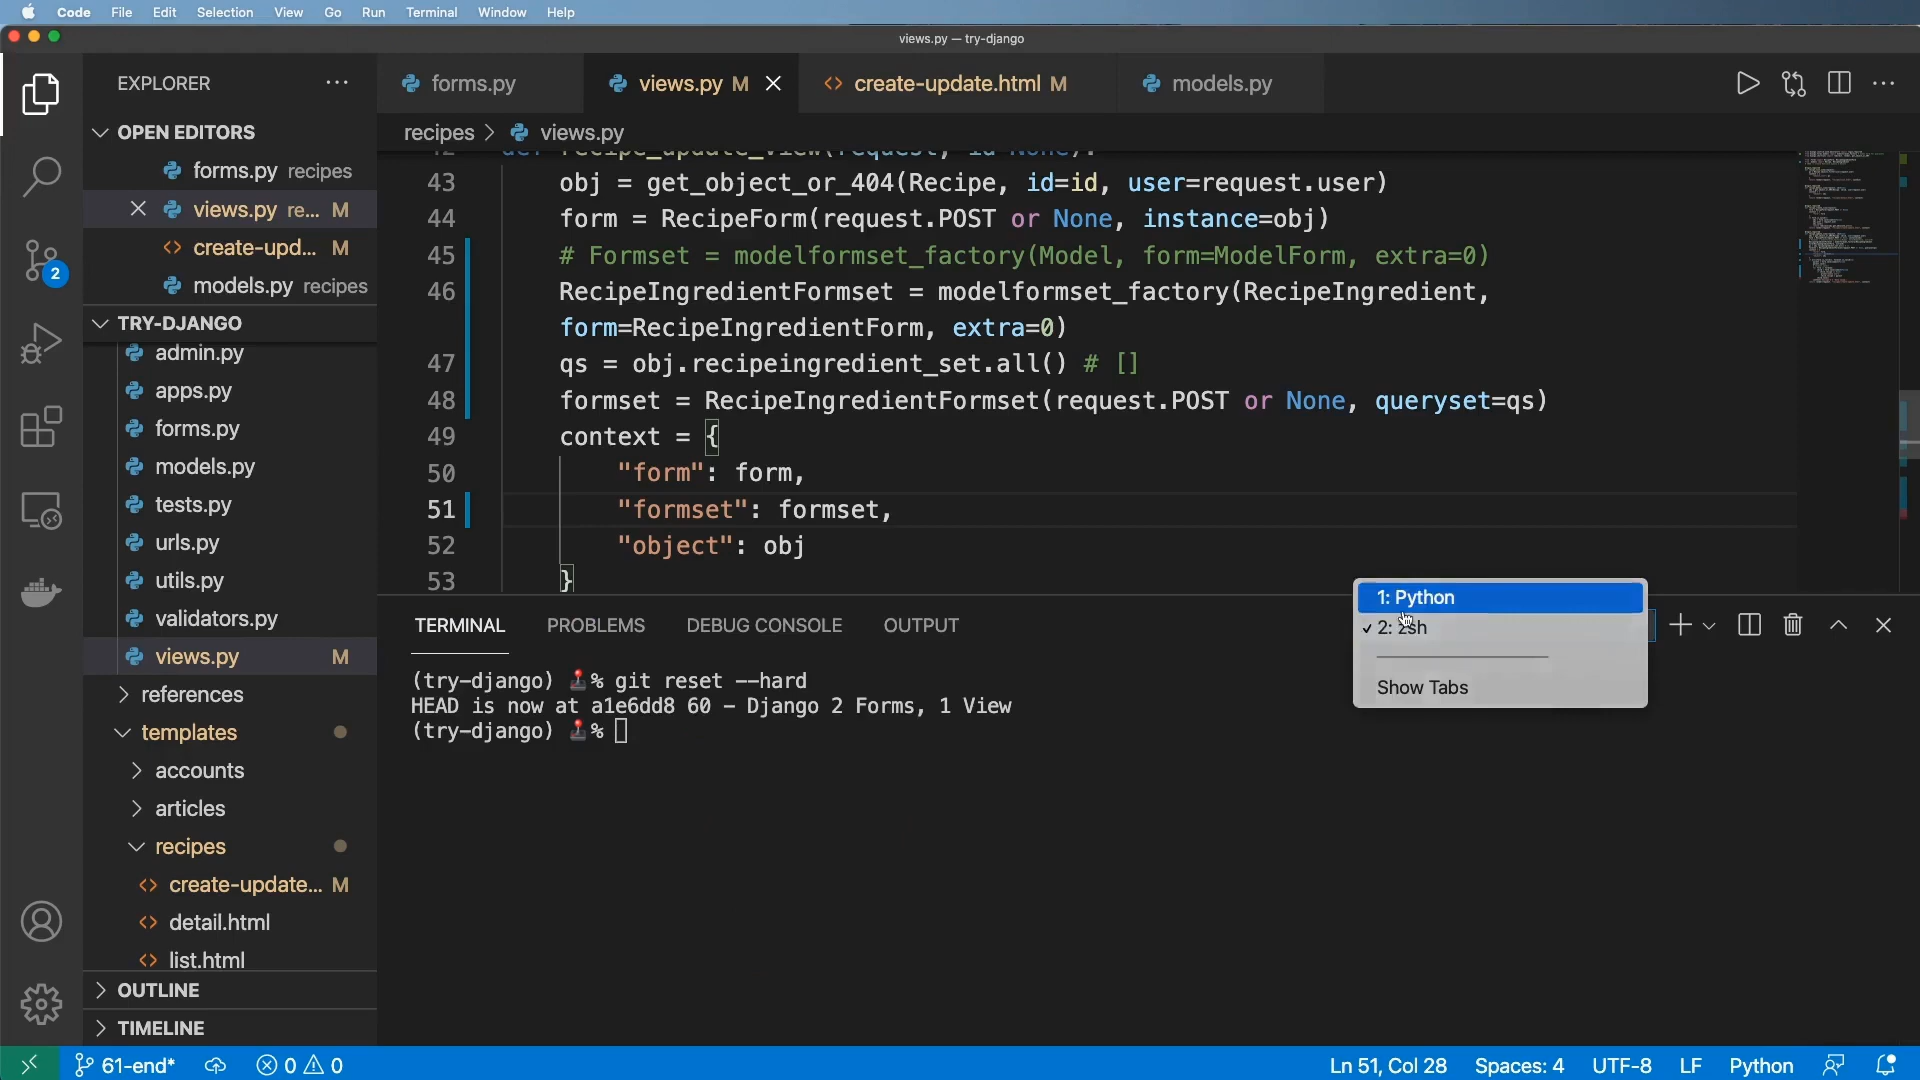 Code File Edit Selection View Go Run Terminal Window Help
views.py — try-django
EXPLORER
forms.py
views.py M
create-update.html M
models.py
OPEN EDITORS
forms.py recipes
views.py re... M
create-upd... M
models.py recipes
2
TRY-DJANGO
admin.py
apps.py
forms.py
models.py
tests.py
urls.py
utils.py
validators.py
views.py M
references
templates
accounts
articles
recipes
create-update... M
detail.html
list.html
OUTLINE
TIMELINE
recipes > views.py
43 obj = get_object_or_404(Recipe, id=id, user=request.user)
44 form = RecipeForm(request.POST or None, instance=obj)
45 # Formset = modelformset_factory(Model, form=ModelForm, extra=0)
46 RecipeIngredientFormset = modelformset_factory(RecipeIngredient,
form=RecipeIngredientForm, extra=0)
47 qs = obj.recipeingredient_set.all() # []
48 formset = RecipeIngredientFormset(request.POST or None, queryset=qs)
49 context = {
50 "form": form,
51 "formset": formset,
52 "object": obj
53 }
TERMINAL PROBLEMS DEBUG CONSOLE OUTPUT
1: Python
2: zsh
Show Tabs
(try-django) 🕹% git reset --hard
HEAD is now at a1e6dd8 60 - Django 2 Forms, 1 View
(try-django) 🕹%
61-end* 0 0 Ln 51, Col 28 Spaces: 4 UTF-8 LF Python